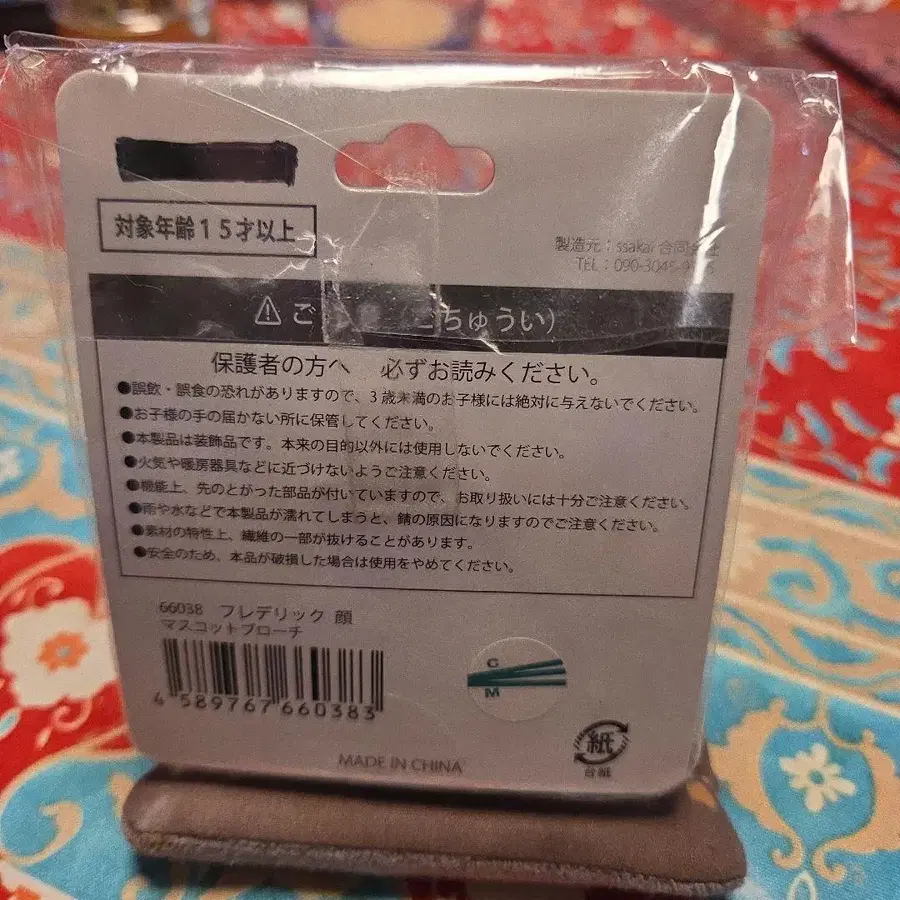 対象年齢15才以上
製造元：ssakai 合同会社
TEL：090-3045-
⚠ ご (ごちゅうい)
保護者の方へ 必ずお読みください。
●誤飲・誤食の恐れがありますので、3歳未満のお子様には絶対に与えないでください。
●お子様の手の届かない所に保管してください。
●本製品は装飾品です。本来の目的以外には使用しないでください。
●火気や暖房器具などに近づけないようご注意ください。
●機能上、先のとがった部品が付いていますので、お取り扱いには十分ご注意ください。
●雨や水などで本製品が濡れてしまうと、錆の原因になりますのでご注意ください。
●素材の特性上、繊維の一部が抜けることがあります。
●安全のため、本品が破損した場合は使用をやめてください。
66038 フレデリック 顔
マスコットブローチ
4 589767 660383
G
M
紙
台紙
MADE IN CHINA